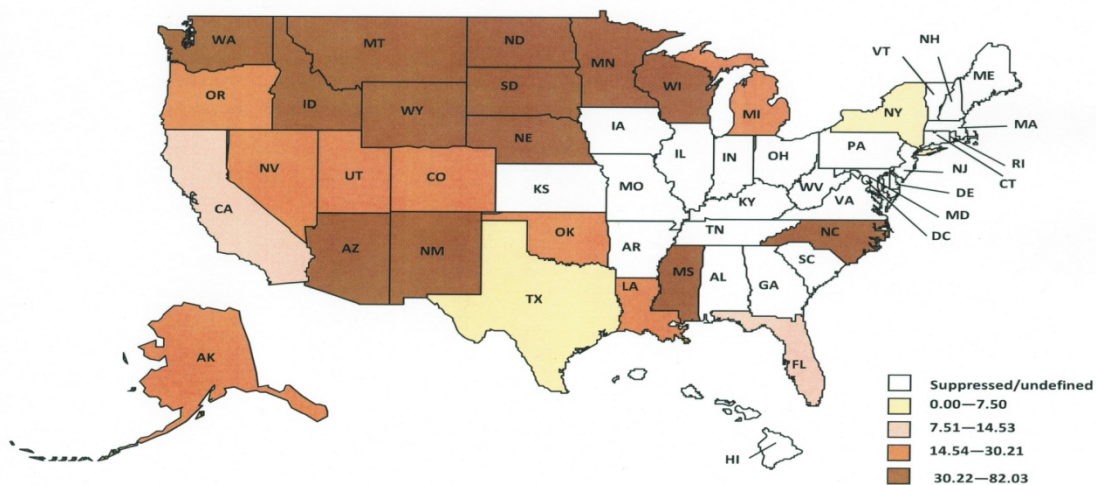 WA
MT
ND
MN
VT
NH
ME
OR
ID
SD
WI
MI
NY
MA
WY
IA
NE
PA
RI
NV
UT
CO
IL
IN
OH
NJ
CT
DE
CA
KS
MO
WV
VA
MD
KY
DC
AZ
NM
OK
AR
TN
NC
SC
MS
AL
GA
TX
LA
AK
FL
HI
Suppressed/undefined
0.00—7.50
7.51—14.53
14.54—30.21
30.22—82.03